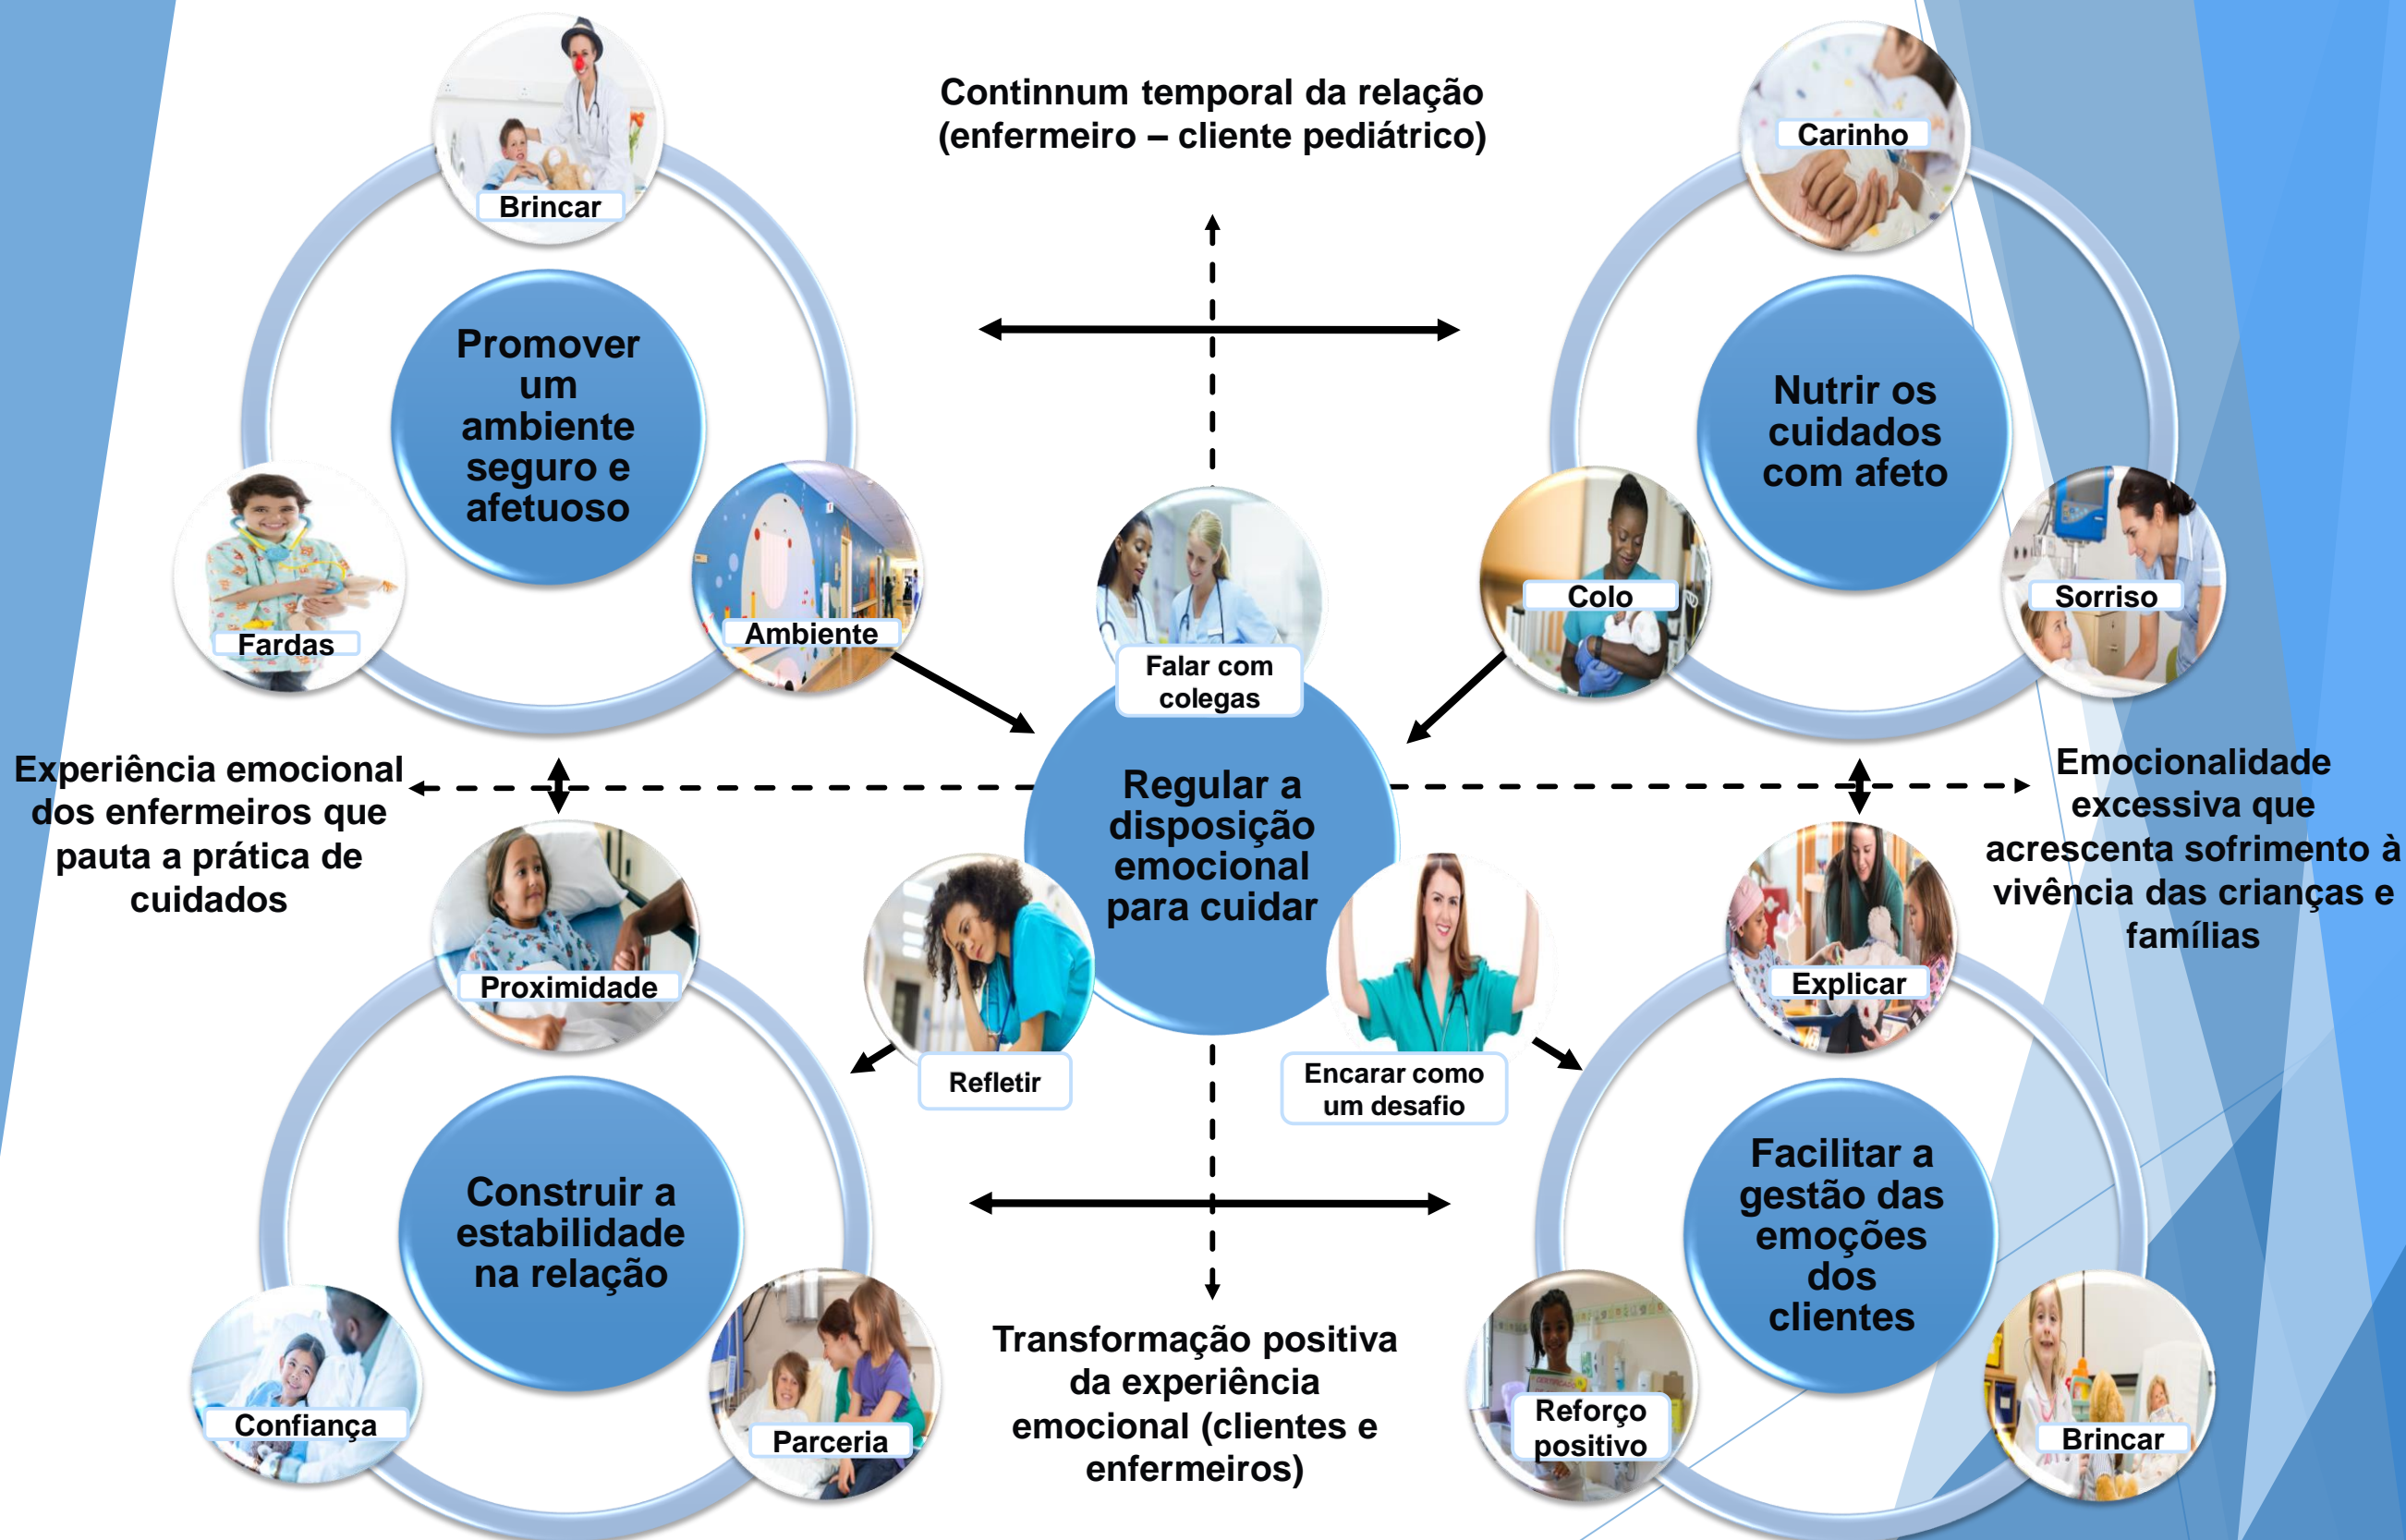 Continnum temporal da relação
(enfermeiro – cliente pediátrico)
Brincar
Promover
um
ambiente
seguro e
afetuoso
Fardas
Ambiente
Carinho
Nutrir os
cuidados
com afeto
Colo
Sorriso
Falar com
colegas
Regular a
disposição
emocional
para cuidar
Refletir
Encarar como
um desafio
Experiência emocional
dos enfermeiros que
pauta a prática de
cuidados
Emocionalidade
excessiva que
acrescenta sofrimento à
vivência das crianças e
famílias
Proximidade
Construir a
estabilidade
na relação
Confiança
Parceria
Explicar
Facilitar a
gestão das
emoções
dos
clientes
Reforço
positivo
Brincar
Transformação positiva
da experiência
emocional (clientes e
enfermeiros)